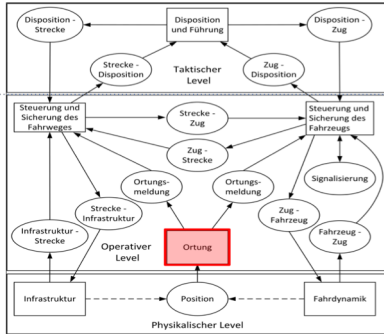 Disposition -
Strecke
Disposition
und Führung
Disposition -
Zug
Strecke -
Disposition
Zug -
Disposition
Taktischer
Level
Steuerung und
Sicherung des
Fahrweges
Strecke -
Zug
Steuerung und
Sicherung des
Fahrzeugs
Zug -
Strecke
Ortungs-
meldung
Ortungs-
meldung
Signalisierung
Strecke -
Infrastruktur
Zug -
Fahrzeug
Infrastruktur -
Strecke
Operativer
Level
Ortung
Fahrzeug -
Zug
Infrastruktur
Position
Fahrdynamik
Physikalischer Level